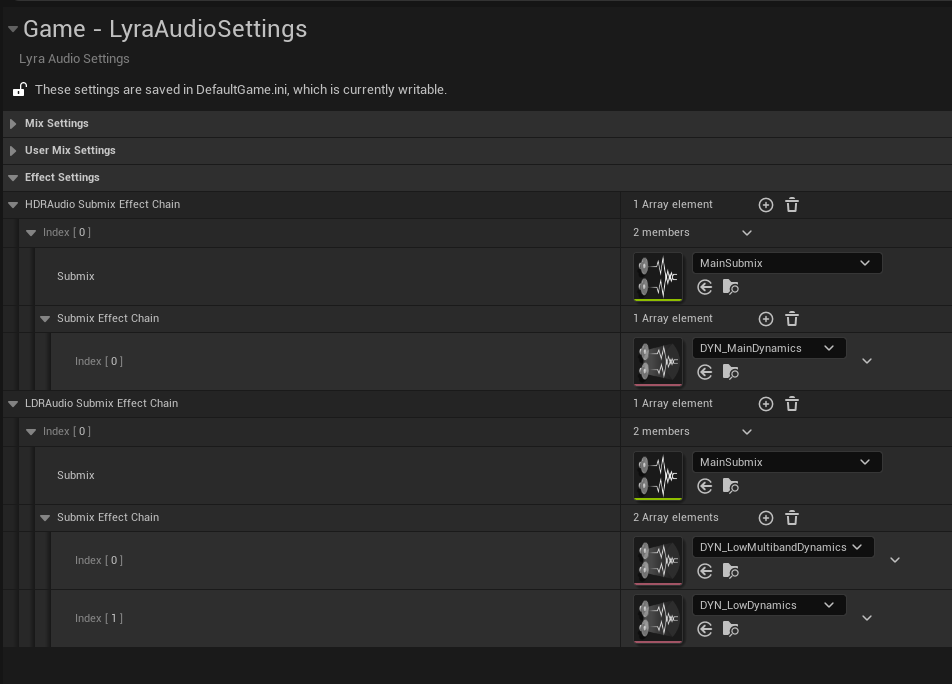 Game - LyraAudioSettings
Lyra Audio Settings
These settings are saved in DefaultGame.ini, which is currently writable.
Mix Settings
User Mix Settings
Effect Settings
HDRAudio Submix Effect Chain 1 Array element
Index [ 0 ] 2 members
Submix MainSubmix
Submix Effect Chain 1 Array element
Index [ 0 ] DYN_MainDynamics
LDRAudio Submix Effect Chain 1 Array element
Index [ 0 ] 2 members
Submix MainSubmix
Submix Effect Chain 2 Array elements
Index [ 0 ] DYN_LowMultibandDynamics
Index [ 1 ] DYN_LowDynamics